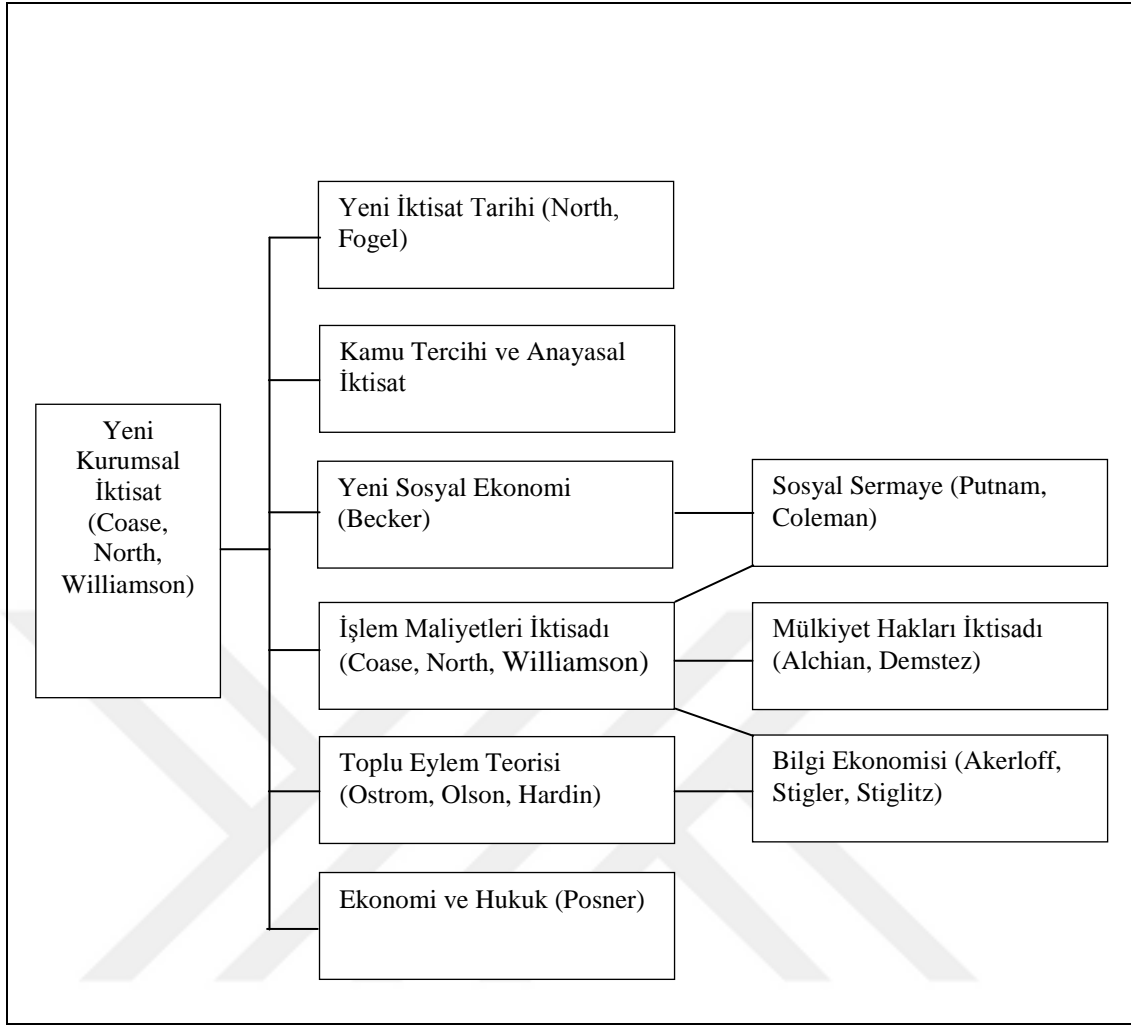 Yeni
Kurumsal
İktisat
(Coase,
North,
Williamson)
Yeni İktisat Tarihi (North,
Fogel)
Kamu Tercihi ve Anayasal
İktisat
Yeni Sosyal Ekonomi
(Becker)
İşlem Maliyetleri İktisadı
(Coase, North, Williamson)
Toplu Eylem Teorisi
(Ostrom, Olson, Hardin)
Ekonomi ve Hukuk (Posner)
Sosyal Sermaye (Putnam,
Coleman)
Mülkiyet Hakları İktisadı
(Alchian, Demstez)
Bilgi Ekonomisi (Akerloff,
Stigler, Stiglitz)